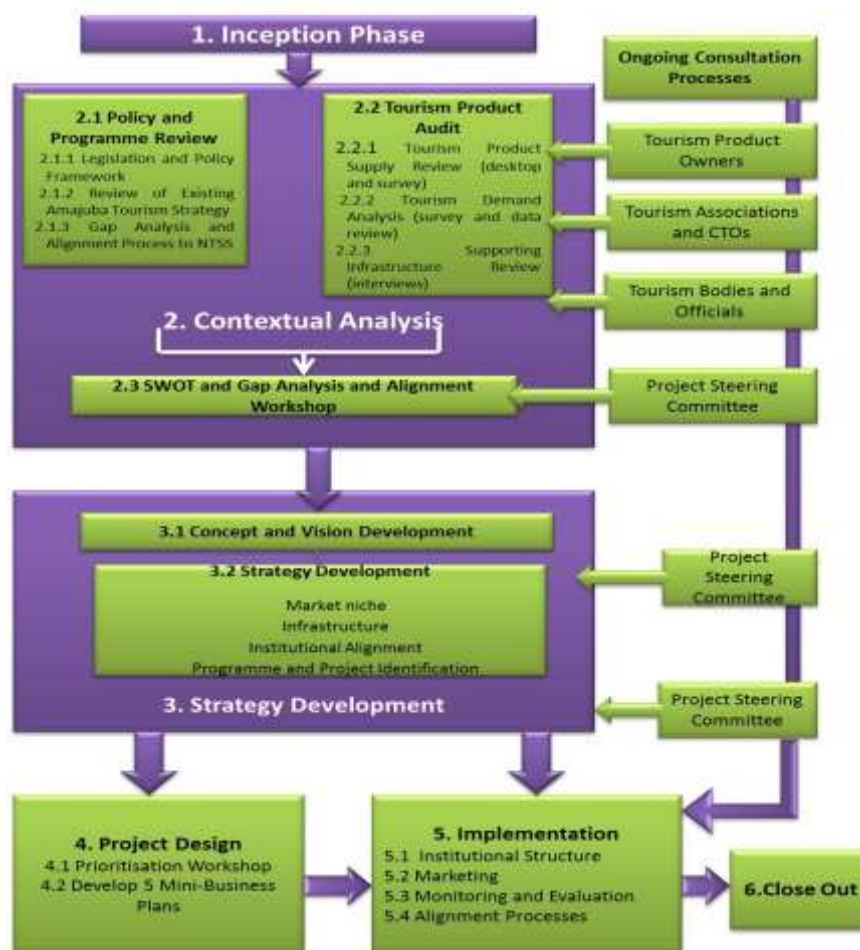 1. Inception Phase
Ongoing Consultation
Processes
2.1 Policy and
Programme Review
2.1.1 Legislation and Policy
Framework
2.1.2 Review of Existing
Amajuba Tourism Strategy
2.1.3 Gap Analysis and
Alignment Process to NTSS
2.2 Tourism Product
Audit
2.2.1 Tourism Product
Supply Review (desktop
and survey)
2.2.2 Tourism Demand
Analysis (survey and data
review)
2.2.3 Supporting
Infrastructure Review
(interviews)
Tourism Product
Owners
Tourism Associations
and CTOs
Tourism Bodies and
Officials
2. Contextual Analysis
2.3 SWOT and Gap Analysis and Alignment
Workshop
Project Steering
Committee
3.1 Concept and Vision Development
3.2 Strategy Development
Market niche
Infrastructure
Institutional Alignment
Programme and Project Identification
Project
Steering
Committee
3. Strategy Development
Project Steering
Committee
4. Project Design
4.1 Prioritisation Workshop
4.2 Develop 5 Mini-Business
Plans
5. Implementation
5.1 Institutional Structure
5.2 Marketing
5.3 Monitoring and Evaluation
5.4 Alignment Processes
6.Close Out